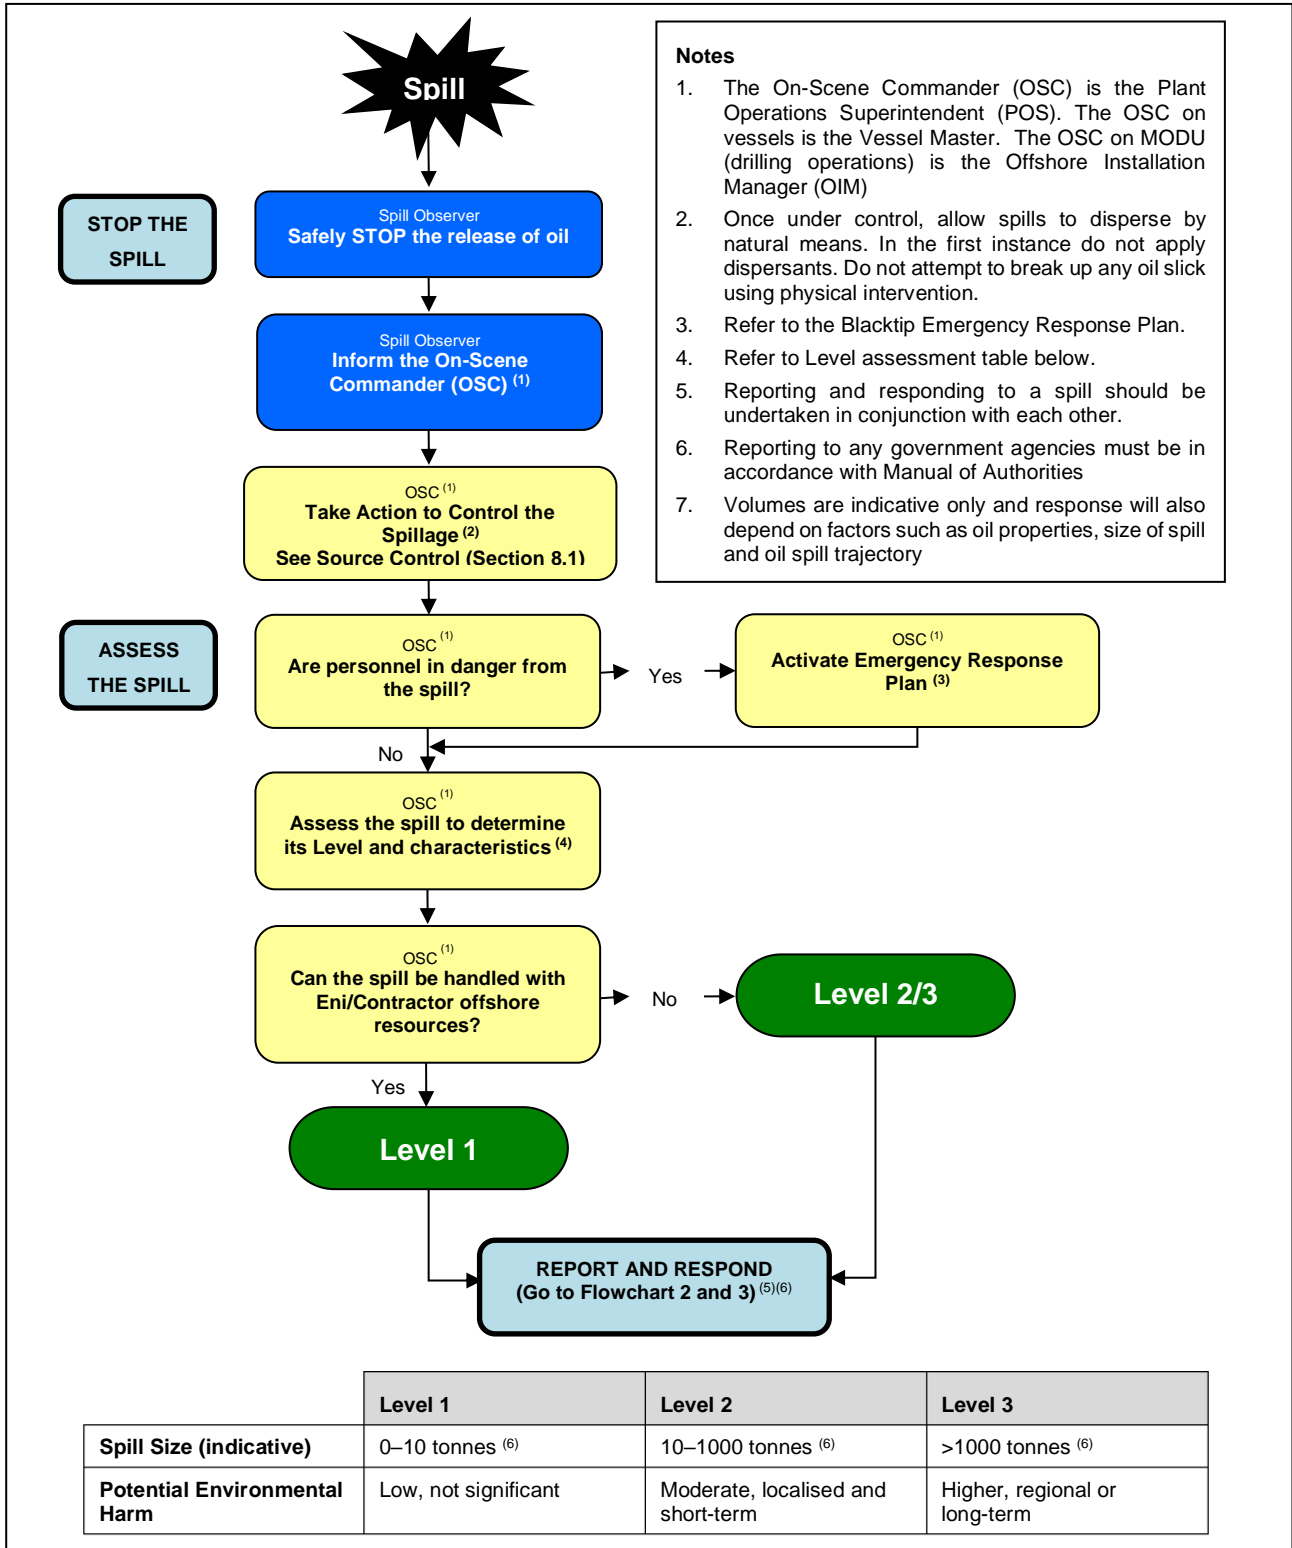 Spill
Notes
1. The On-Scene Commander (OSC) is the Plant
Operations Superintendent (POS). The OSC on
vessels is the Vessel Master. The OSC on MODU
(drilling operations) is the Offshore Installation
Manager (OIM)
2. Once under control, allow spills to disperse by
natural means. In the first instance do not apply
dispersants. Do not attempt to break up any oil slick
using physical intervention.
3. Refer to the Blacktip Emergency Response Plan.
4. Refer to Level assessment table below.
5. Reporting and responding to a spill should be
undertaken in conjunction with each other.
6. Reporting to any government agencies must be in
accordance with Manual of Authorities
7. Volumes are indicative only and response will also
depend on factors such as oil properties, size of spill
and oil spill trajectory
STOP THE
SPILL
Spill Observer
Safely STOP the release of oil
Spill Observer
Inform the On-Scene
Commander (OSC) (1)
OSC (1)
Take Action to Control the
Spillage (2)
See Source Control (Section 8.1)
ASSESS
THE SPILL
OSC (1)
Are personnel in danger from
the spill?
Yes
OSC (1)
Activate Emergency Response
Plan (3)
No
OSC (1)
Assess the spill to determine
its Level and characteristics (4)
OSC (1)
Can the spill be handled with
Eni/Contractor offshore
resources?
No
Level 2/3
Yes
Level 1
REPORT AND RESPOND
(Go to Flowchart 2 and 3) (5)(6)
Level 1 Level 2 Level 3
Spill Size (indicative) 0–10 tonnes (6) 10–1000 tonnes (6) >1000 tonnes (6)
Potential Environmental Low, not significant Moderate, localised and Higher, regional or
Harm short-term long-term